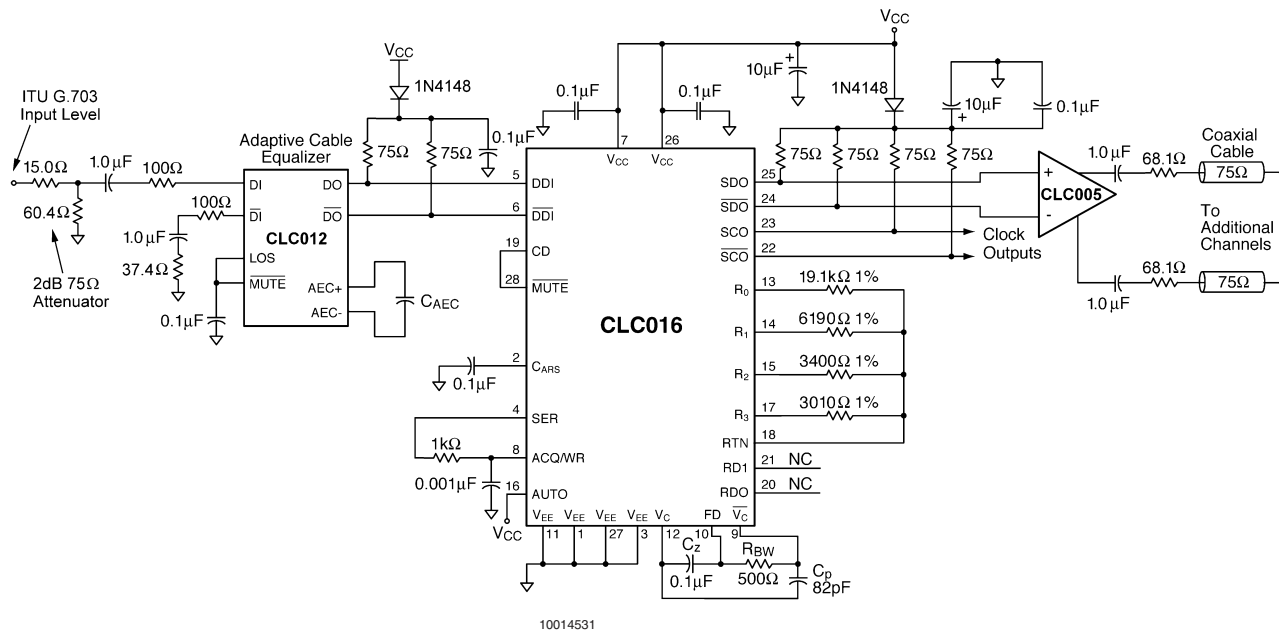 ITU G.703
Input Level
15.0Ω
60.4Ω
2dB 75Ω
Attenuator
1.0µF
100Ω
100Ω
1.0µF
37.4Ω
0.1µF
Adaptive Cable
Equalizer
DI
DI
LOS
MUTE
DO
DO
CLC012
AEC+
AEC-
CAEC
VCC
1N4148
75Ω
75Ω
0.1µF
0.1µF
0.1µF
7
26
VCC
VCC
10µF
+
VCC
1N4148
10µF
+
0.1µF
75Ω
75Ω
75Ω
75Ω
5
DDI
6
DDI
19
CD
28
MUTE
2
CARS
0.1µF
4
SER
1kΩ
8
ACQ/WR
0.001µF
16
AUTO
VCC
CLC016
25
SDO
24
SDO
23
SCO
22
SCO
Clock
Outputs
13
R0
19.1kΩ 1%
14
R1
6190Ω 1%
15
R2
3400Ω 1%
17
R3
3010Ω 1%
18
RTN
21
RD1
NC
20
RDO
NC
VEE
VEE
VEE
VEE
VC
FD
VC
11
1
27
3
12
10
9
CZ
0.1µF
RBW
500Ω
CP
82pF
+
-
CLC005
1.0µF
68.1Ω
Coaxial
Cable
75Ω
To
Additional
Channels
1.0µF
68.1Ω
75Ω
10014531